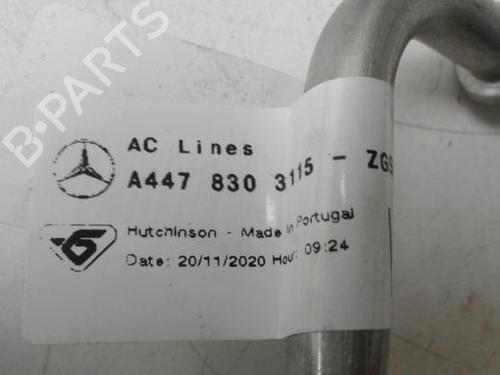 B-PARTS
AC Lines
A447 830 3115 - ZGS
Hutchinson - Made in Portugal
Date: 20/11/2020 Hour: 09:24